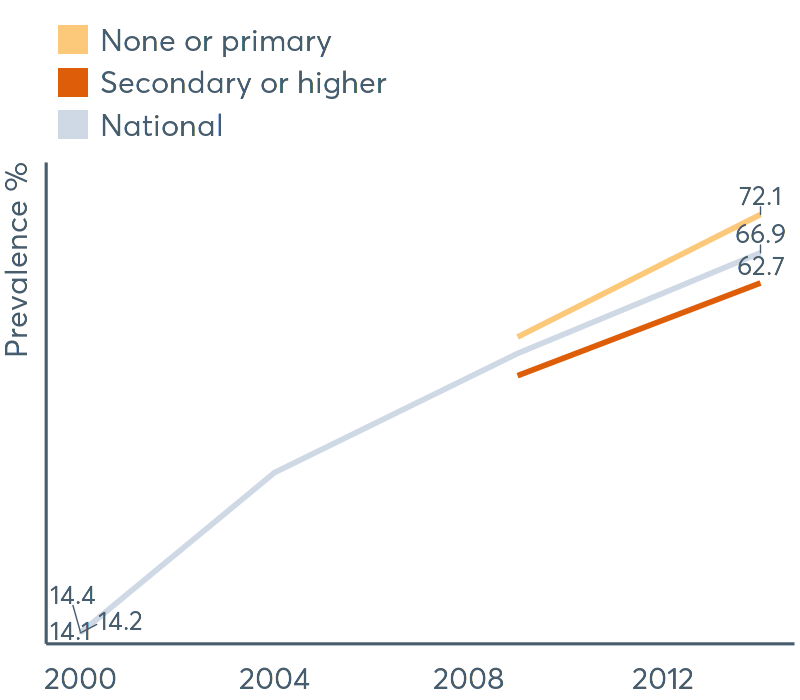 None or primary
Secondary or higher
National
Prevalence %
72.1
66.9
62.7
14.4
14.2
14.1
2000 2004 2008 2012